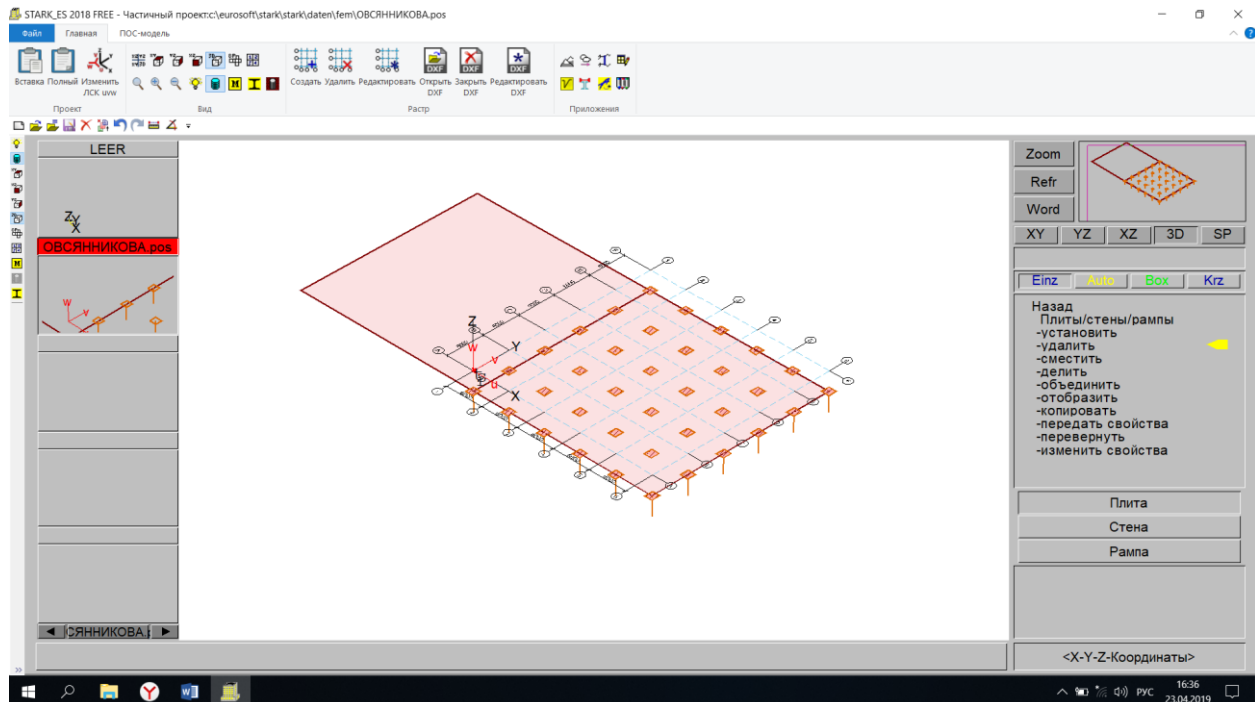 STARK_ES 2018 FREE - Частичный проект:c:\eurosoft\stark\stark\daten\fem\ОВСЯННИКОВА.pos
Файл Главная ПОС-модель
Вставка Полный Изменить ЛСК uvw
Создать Удалить Редактировать Открыть DXF Закрыть DXF Редактировать DXF
Проект Вид Растр Приложения
LEER
Z Y
X
ОВСЯННИКОВА.pos
w v
СЯННИКОВА.
Z
w Y
v
u X
Zoom
Refr
Word
XY YZ XZ 3D SP
Einz Auto Box Krz
Назад
Плиты/стены/рампы
-установить
-удалить
-сместить
-делить
-объединить
-отобразить
-копировать
-передать свойства
-перевернуть
-изменить свойства
Плита
Стена
Рампа
<X-Y-Z-Координаты>
РУС 16:36
23.04.2019